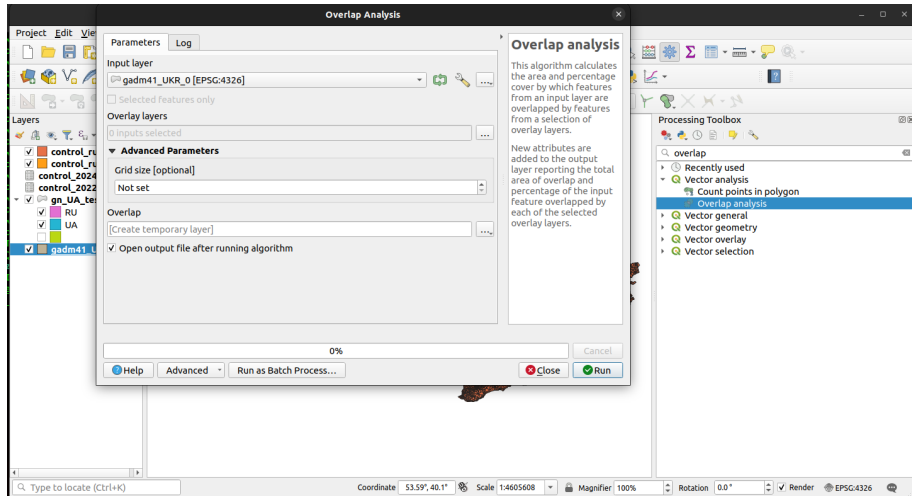 Overlap Analysis
Project Edit Vie
Parameters Log
Input layer
gadm41_UKR_0 [EPSG:4326]
Selected features only
Overlay layers
0 inputs selected
Advanced Parameters
Grid size [optional]
Not set
Overlap
[Create temporary layer]
Open output file after running algorithm
0%
Cancel
Help
Advanced
Run as Batch Process...
Close
Run
Overlap analysis
This algorithm calculates
the area and percentage
cover by which features
from an input layer are
overlapped by features
from a selection of
overlay layers.
New attributes are
added to the output
layer reporting the total
area of overlap and
percentage of the input
feature overlapped by
each of the selected
overlay layers.
Layers
control_ru
control_ru
control_2024
control_2022
gn_UA_te
RU
UA
gadm41_U
Processing Toolbox
overlap
Recently used
Vector analysis
Count points in polygon
Overlap analysis
Vector general
Vector geometry
Vector overlay
Vector selection
Type to locate (Ctrl+K)
Coordinate 53.59°, 40.1° Scale 1:4605608 Magnifier 100% Rotation 0.0 ° Render EPSG:4326